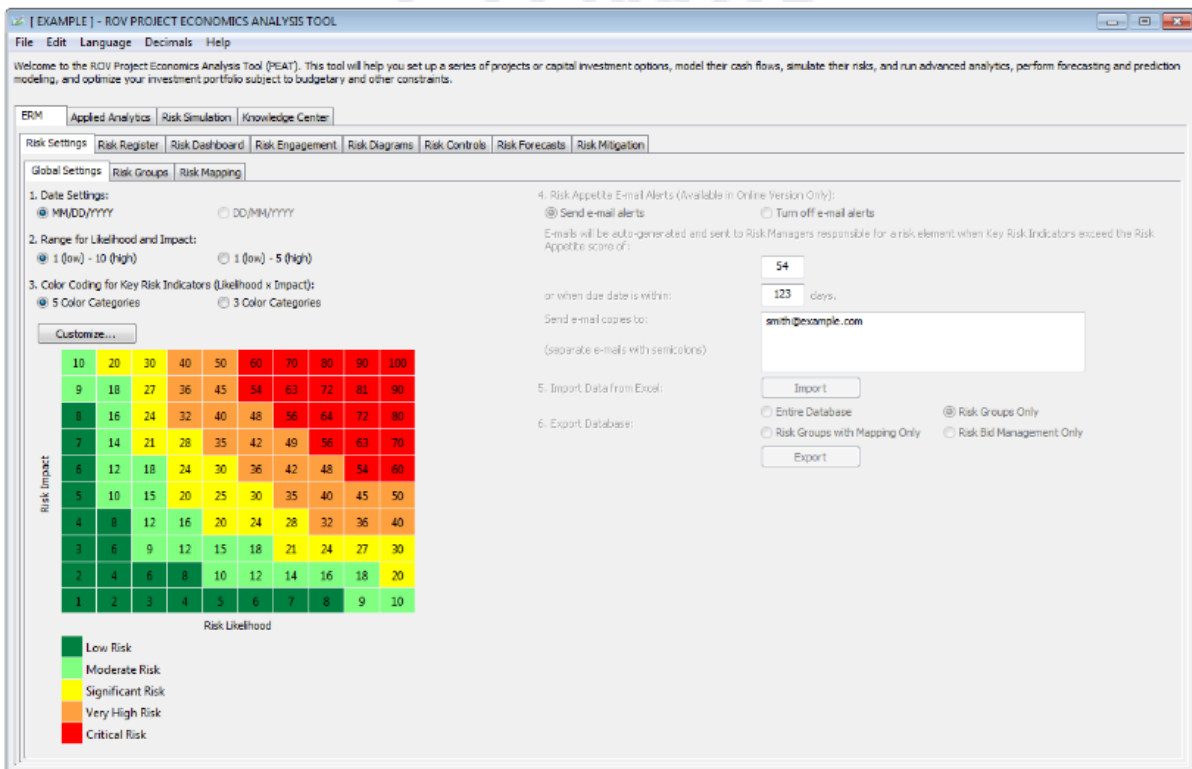 [ EXAMPLE ] - ROV PROJECT ECONOMICS ANALYSIS TOOL
File Edit Language Decimals Help
Welcome to the ROV Project Economics Analysis Tool (PEAT). This tool will help you set up a series of projects or capital investment options, model their cash flows, simulate their risks, and run advanced analytics, perform forecasting and prediction
modeling, and optimize your investment portfolio subject to budgetary and other constraints.
ERM Applied Analytics Risk Simulation Knowledge Center
Risk Settings Risk Register Risk Dashboard Risk Engagement Risk Diagrams Risk Controls Risk Forecasts Risk Mitigation
Global Settings Risk Groups Risk Mapping
1. Date Settings:
MM/DD/YYYY DD/MM/YYYY
2. Range for Likelihood and Impact:
1 (low) - 10 (high) 1 (low) - 5 (high)
3. Color Coding for Key Risk Indicators (Likelihood x Impact):
5 Color Categories 3 Color Categories
Customize...
10 20 30 40 50 60 70 80 90 100
9 18 27 36 45 54 63 72 81 90
8 16 24 32 40 48 56 64 72 80
7 14 21 28 35 42 49 56 63 70
6 12 18 24 30 36 42 48 54 60
5 10 15 20 25 30 35 40 45 50
4 8 12 16 20 24 28 32 36 40
3 6 9 12 15 18 21 24 27 30
2 4 6 8 10 12 14 16 18 20
1 2 3 4 5 6 7 8 9 10
Risk Impact
Risk Likelihood
Low Risk
Moderate Risk
Significant Risk
Very High Risk
Critical Risk
4. Risk Appetite E-mail Alerts (Available in Online Version Only):
Send e-mail alerts Turn off e-mail alerts
E-mails will be auto-generated and sent to Risk Managers responsible for a risk element when Key Risk Indicators exceed the Risk
Appetite score of:
54
or when due date is within: 123 days.
Send e-mail copies to: smith@example.com
(separate e-mails with semicolons)
5. Import Data from Excel: Import
6. Export Database:
Entire Database Risk Groups Only
Risk Groups with Mapping Only Risk Bid Management Only
Export